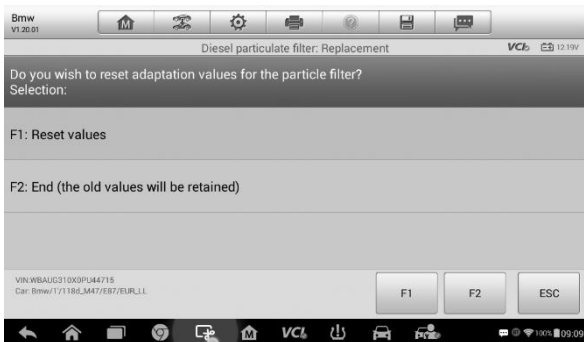 Bmw
V1.20.01
Diesel particulate filter: Replacement
VCI 12.19V
Do you wish to reset adaptation values for the particle filter?
Selection:
F1: Reset values
F2: End (the old values will be retained)
VIN:WBAUG310X0PU44715
Car: Bmw/1'/118d_M47/E87/EUR_LL
F1 F2 ESC
VCI 100% 09:09